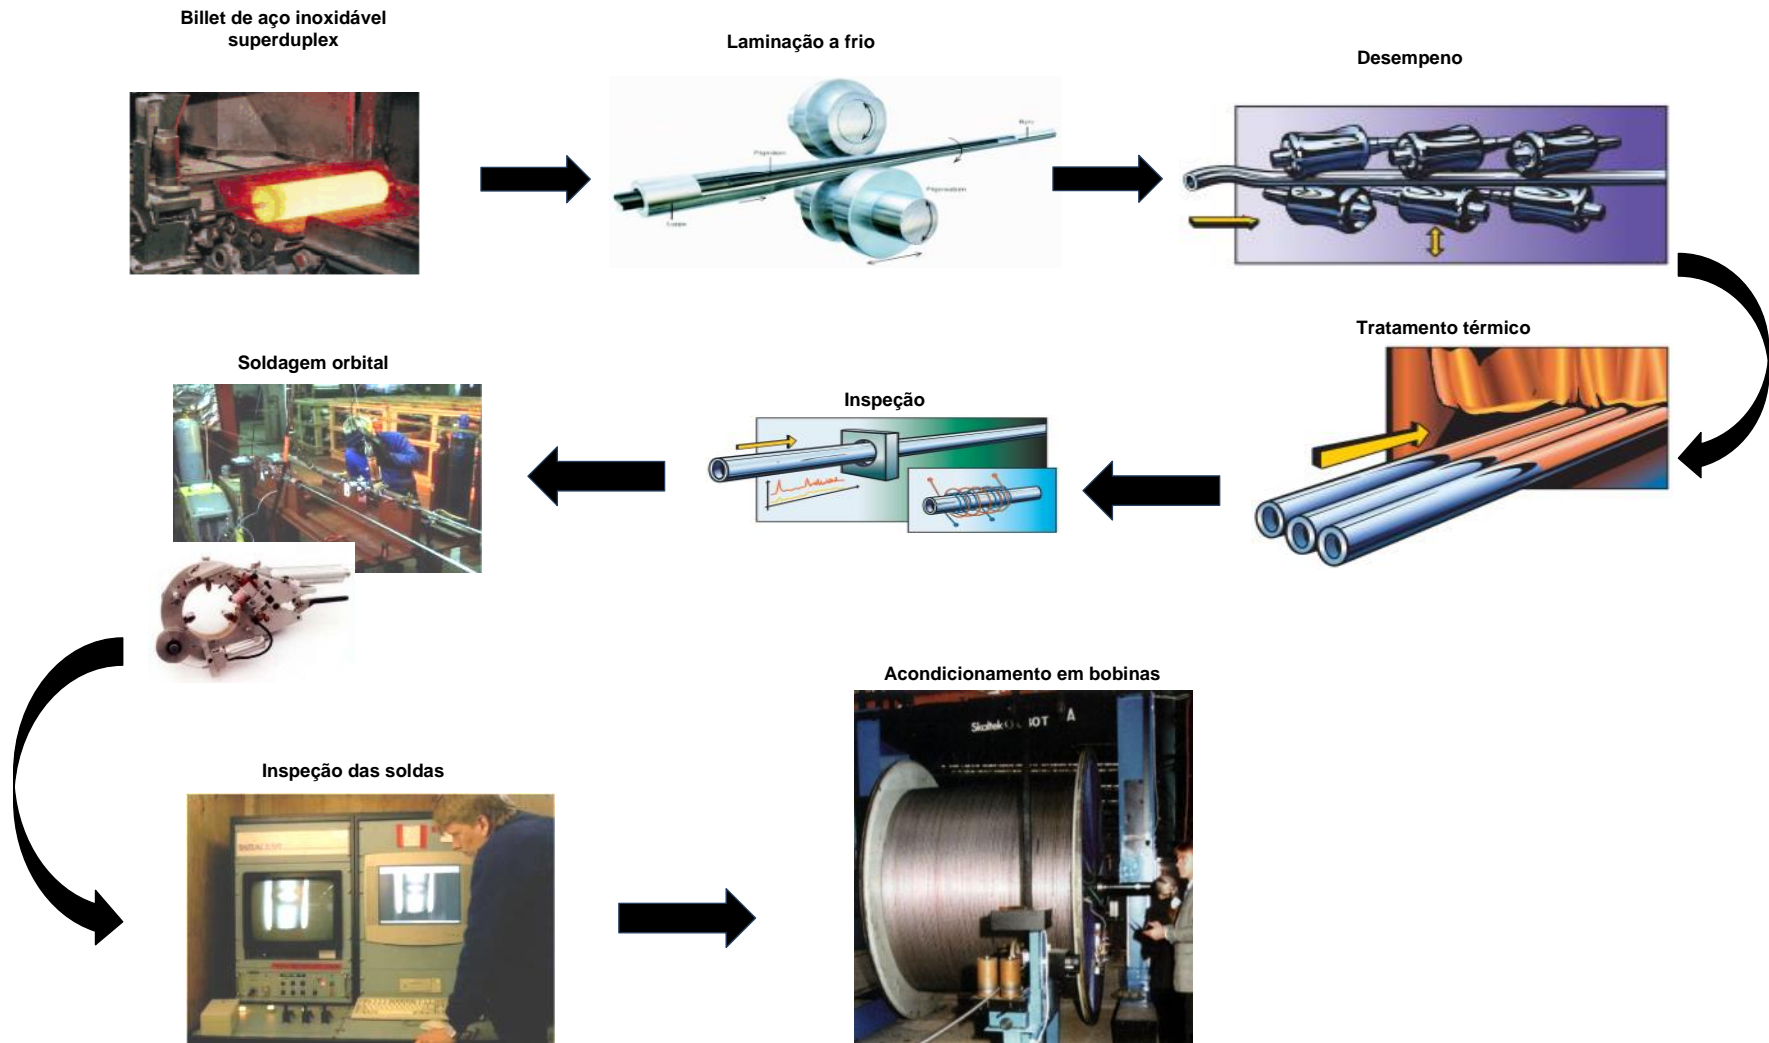 Billet de aço inoxidável
superduplex
Laminação a frio
Desempeno
Tratamento térmico
Soldagem orbital
Inspeção
Acondicionamento em bobinas
Skaltek
A
Inspeção das soldas